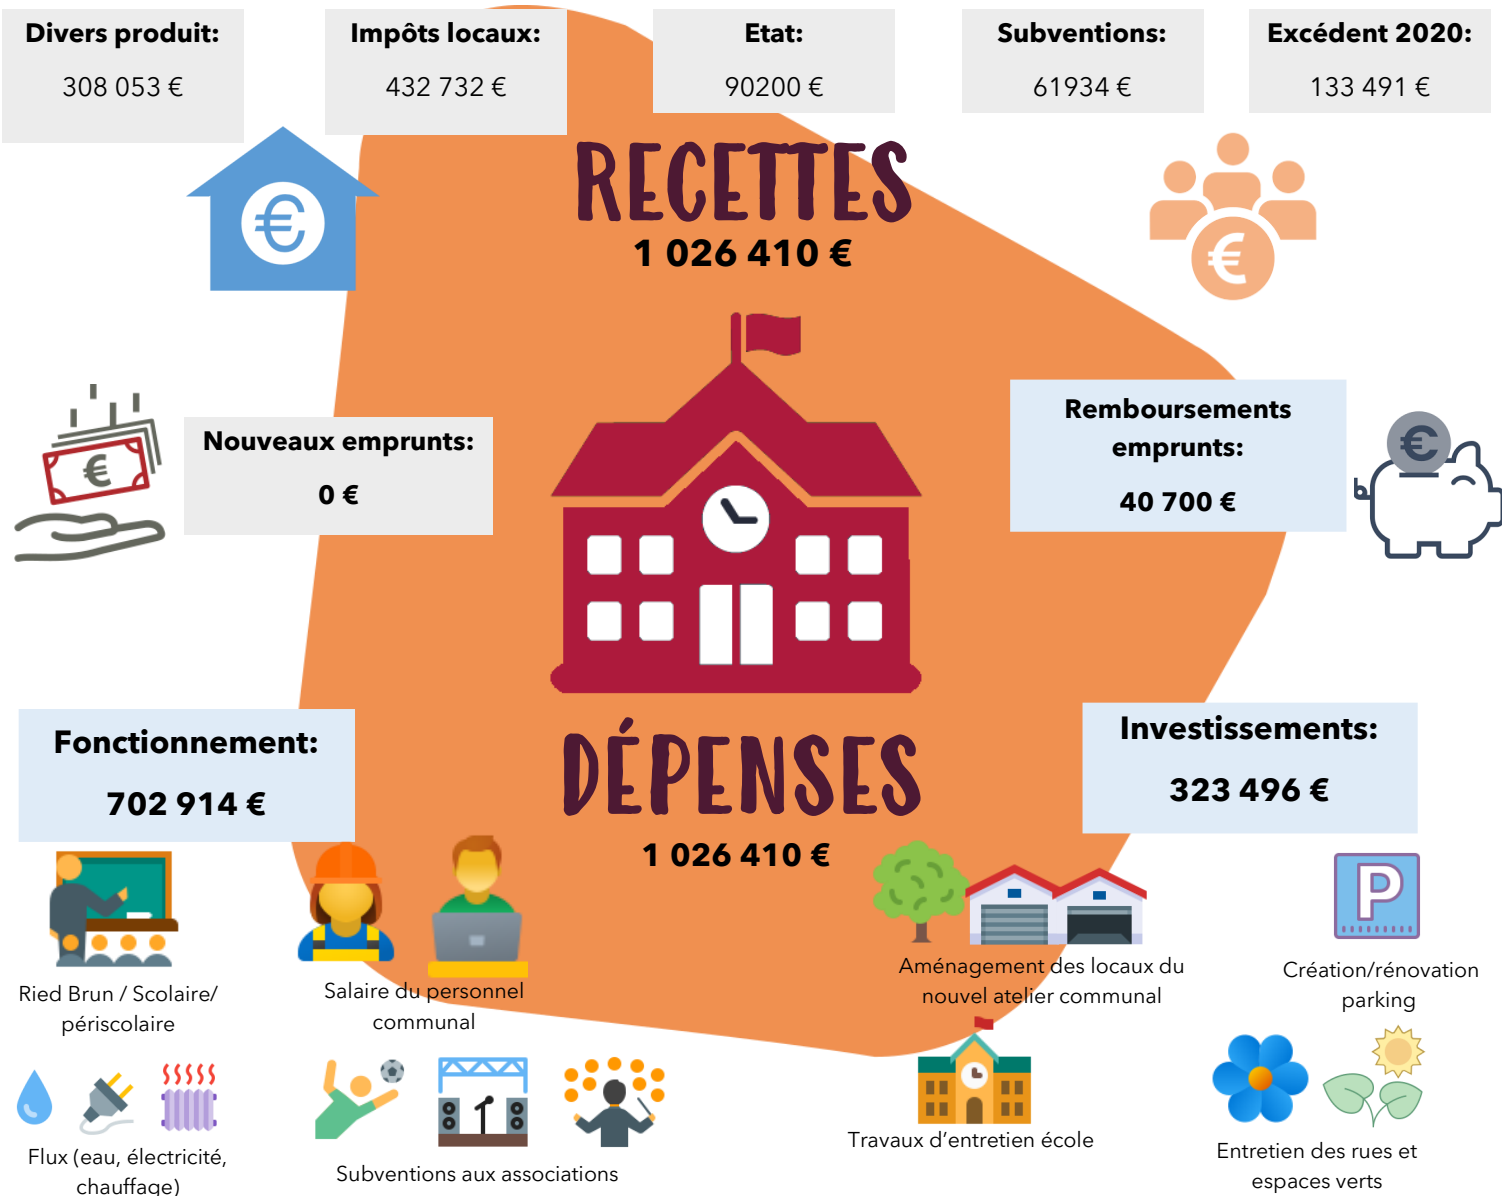 Divers produit:
308 053 €
Impôts locaux:
432 732 €
Etat:
90200 €
Subventions:
61934 €
Excédent 2020:
133 491 €
RECETTES
1 026 410 €
Nouveaux emprunts:
0 €
Remboursements
emprunts:
40 700 €
Fonctionnement:
702 914 €
DÉPENSES
1 026 410 €
Investissements:
323 496 €
Ried Brun / Scolaire/
périscolaire
Salaire du personnel
communal
Aménagement des locaux du
nouvel atelier communal
P
Création/rénovation
parking
Flux (eau, électricité,
chauffage)
Subventions aux associations
Travaux d'entretien école
Entretien des rues et
espaces verts